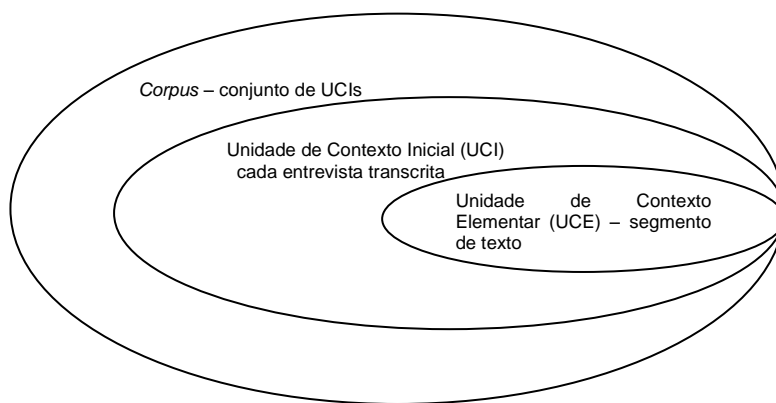 Corpus – conjunto de UCIs
Unidade de Contexto Inicial (UCI)
cada entrevista transcrita
Unidade de Contexto
Elementar (UCE) – segmento
de texto